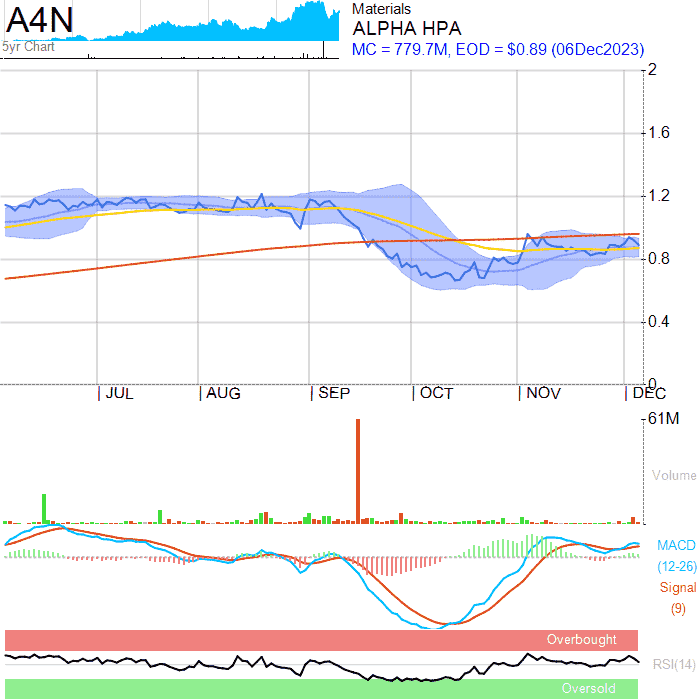 A4N
5yr Chart
Materials
ALPHA HPA
MC = 779.7M, EOD = $0.89 (06Dec2023)
2
1.6
1.2
0.8
0.4
0
JUL AUG SEP OCT NOV DEC
61M
Volume
MACD
(12-26)
Signal
(9)
Overbought
RSI(14)
Oversold